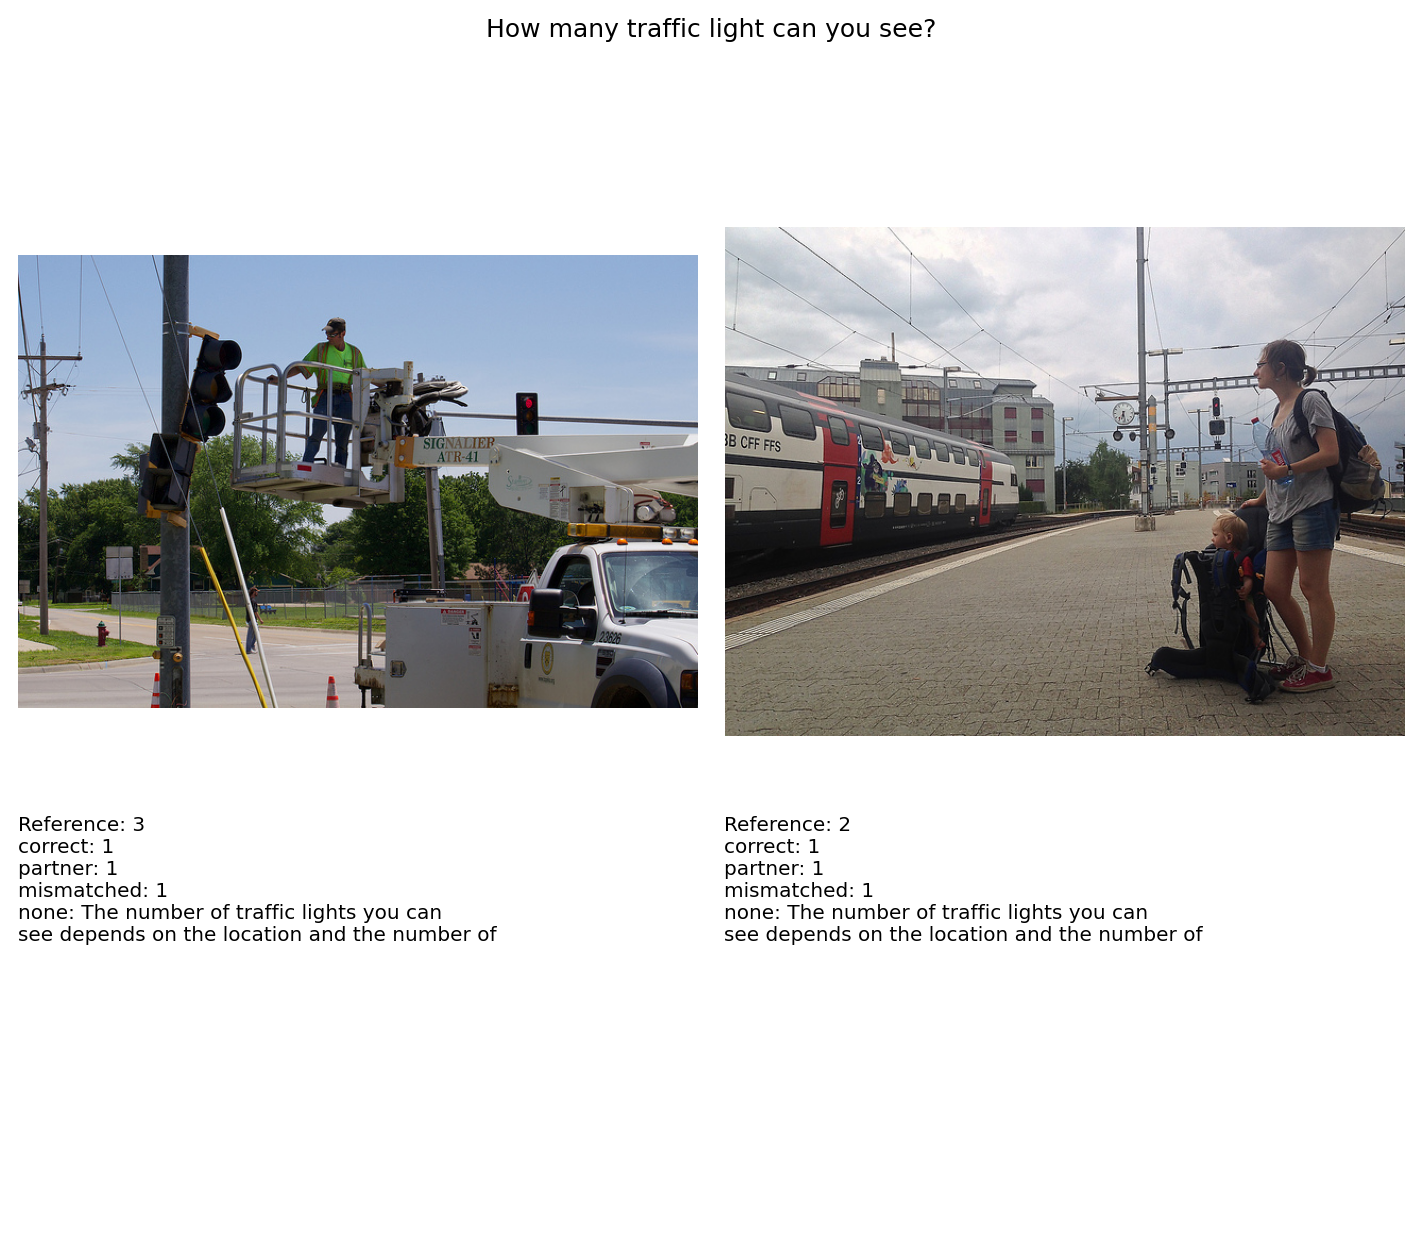 How many traffic light can you see?
SIGNALIER
ATR-41
23626
BB CFF FFS
Reference: 3
correct: 1
partner: 1
mismatched: 1
none: The number of traffic lights you can
see depends on the location and the number of
Reference: 2
correct: 1
partner: 1
mismatched: 1
none: The number of traffic lights you can
see depends on the location and the number of